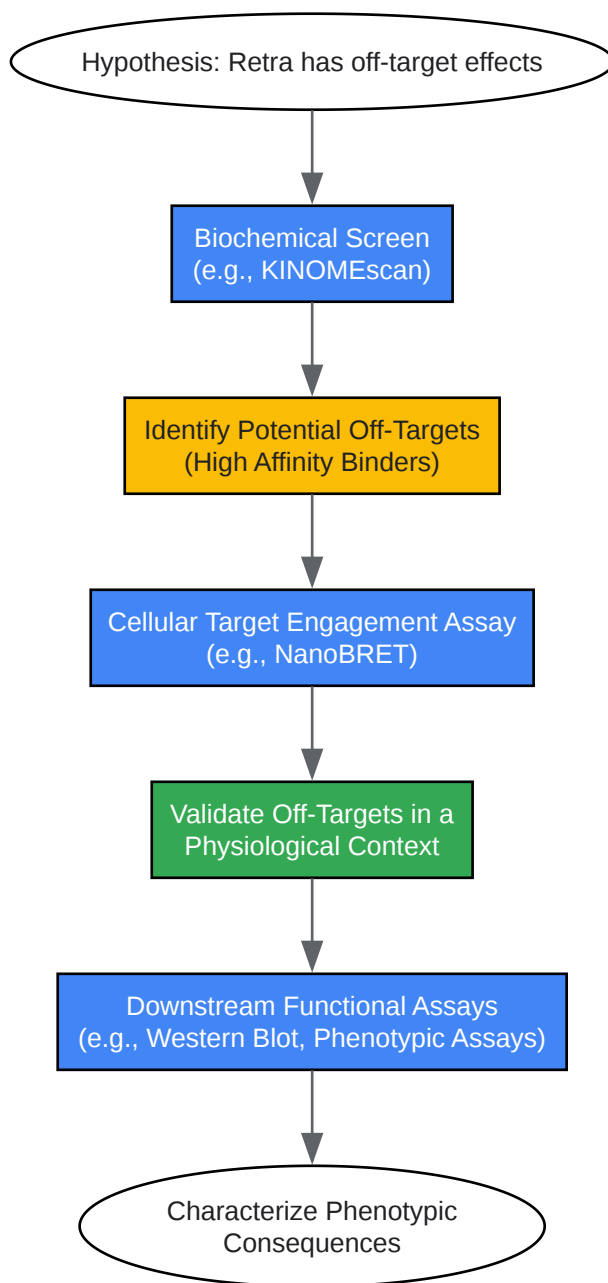 Hypothesis: Retra has off-target effects
Biochemical Screen
(e.g., KINOMEscan)
Identify Potential Off-Targets
(High Affinity Binders)
Cellular Target Engagement Assay
(e.g., NanoBRET)
Validate Off-Targets in a
Physiological Context
Downstream Functional Assays
(e.g., Western Blot, Phenotypic Assays)
Characterize Phenotypic
Consequences